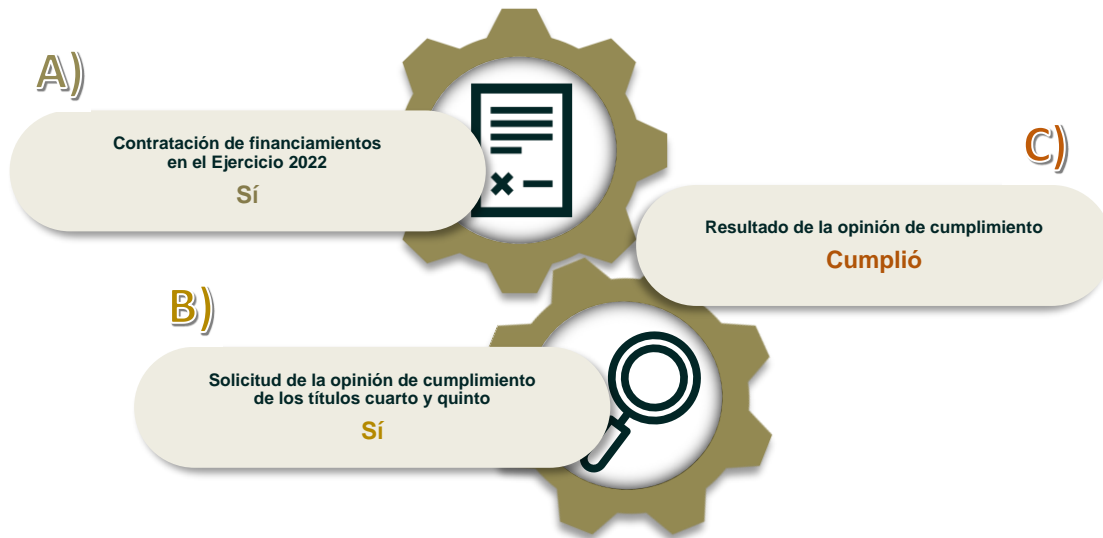 A)
Contratación de financiamientos
en el Ejercicio 2022
Sí
B)
Solicitud de la opinión de cumplimiento
de los títulos cuarto y quinto
Sí
C)
Resultado de la opinión de cumplimiento
Cumplió